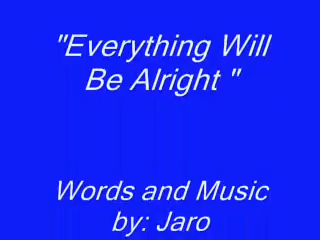 "Everything Will
Be Alright "
Words and Music
by: Jaro